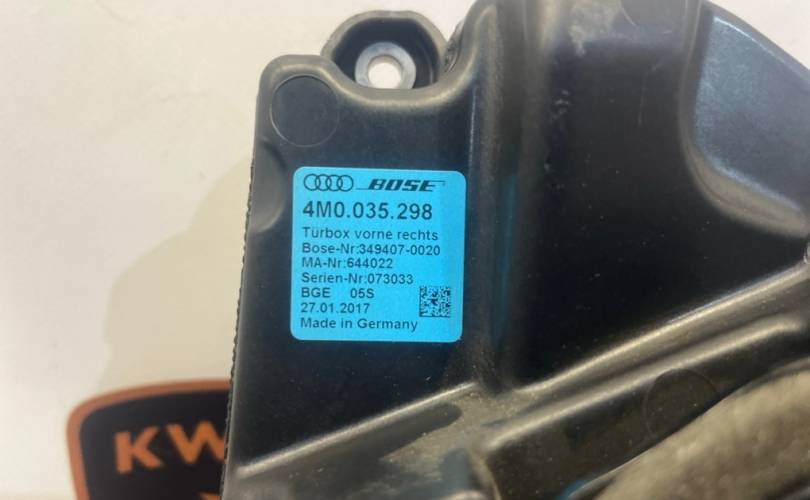 BOSE
4M0.035.298
Türbox vorne rechts
Bose-Nr:349407-0020
MA-Nr:644022
Serien-Nr:073033
BGE 05S
27.01.2017
Made in Germany
KW